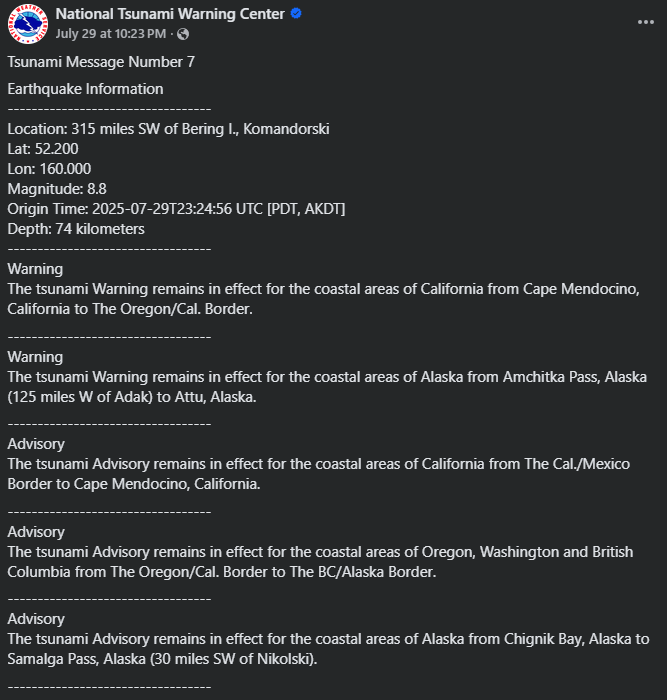 National Tsunami Warning Center
July 29 at 10:23 PM ·
Tsunami Message Number 7
Earthquake Information
----------------------------------
Location: 315 miles SW of Bering I., Komandorski
Lat: 52.200
Lon: 160.000
Magnitude: 8.8
Origin Time: 2025-07-29T23:24:56 UTC [PDT, AKDT]
Depth: 74 kilometers
----------------------------------
Warning
The tsunami Warning remains in effect for the coastal areas of California from Cape Mendocino,
California to The Oregon/Cal. Border.
----------------------------------
Warning
The tsunami Warning remains in effect for the coastal areas of Alaska from Amchitka Pass, Alaska
(125 miles W of Adak) to Attu, Alaska.
----------------------------------
Advisory
The tsunami Advisory remains in effect for the coastal areas of California from The Cal./Mexico
Border to Cape Mendocino, California.
----------------------------------
Advisory
The tsunami Advisory remains in effect for the coastal areas of Oregon, Washington and British
Columbia from The Oregon/Cal. Border to The BC/Alaska Border.
----------------------------------
Advisory
The tsunami Advisory remains in effect for the coastal areas of Alaska from Chignik Bay, Alaska to
Samalga Pass, Alaska (30 miles SW of Nikolski).
----------------------------------